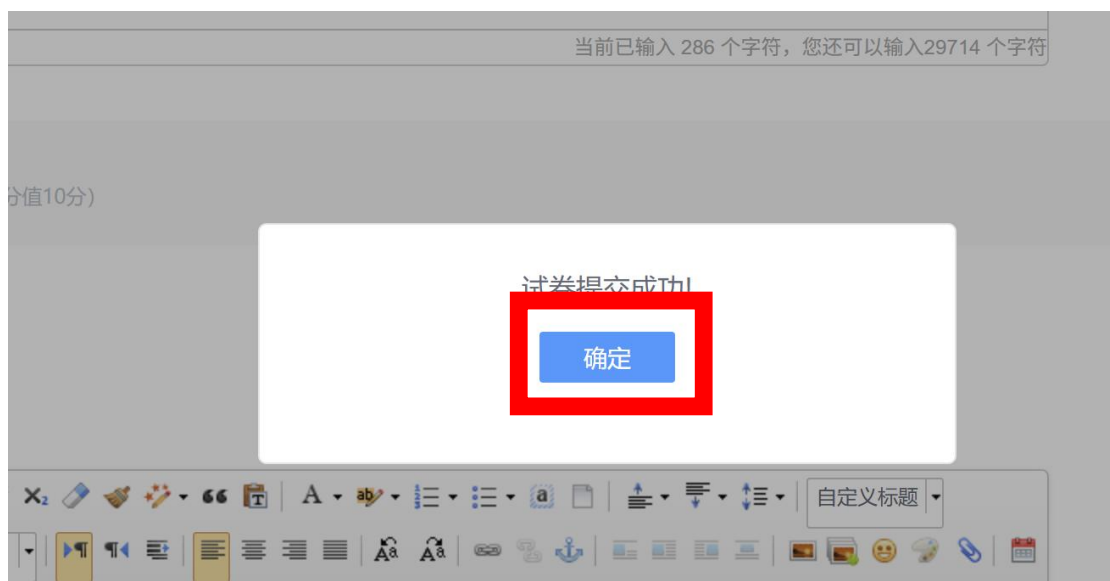 当前已输入 286 个字符，您还可以输入29714 个字符
分值10分)
试卷提交成功!
确定
自定义标题